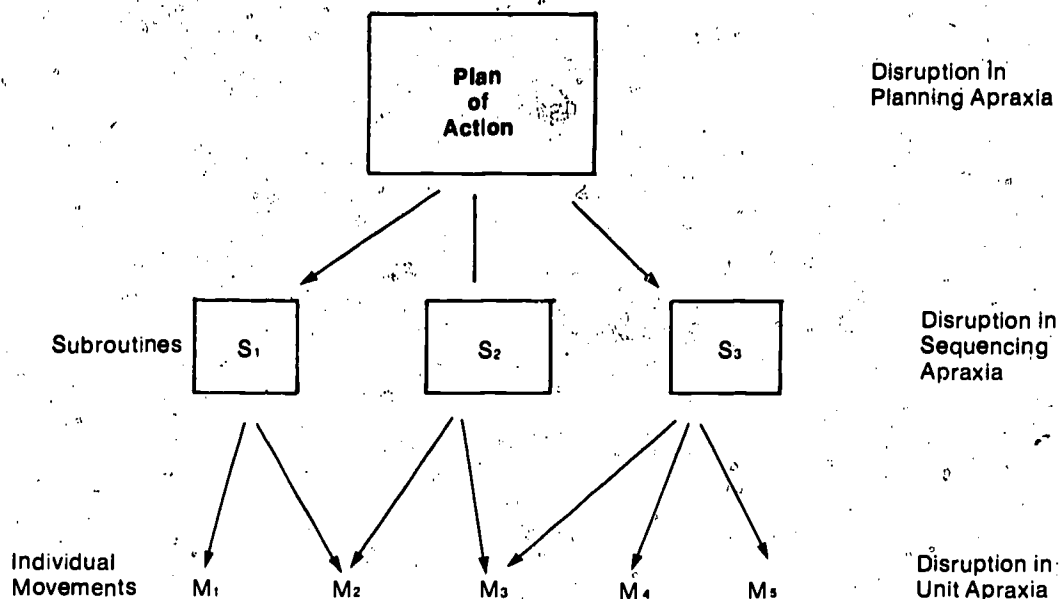 Plan
of
Action
Disruption in
Planning Apraxia
Subroutines
S₁
S₂
S₃
Disruption in
Sequencing
Apraxia
Individual
Movements
M₁
M₂
M₃
M₄
M₅
Disruption in
Unit Apraxia